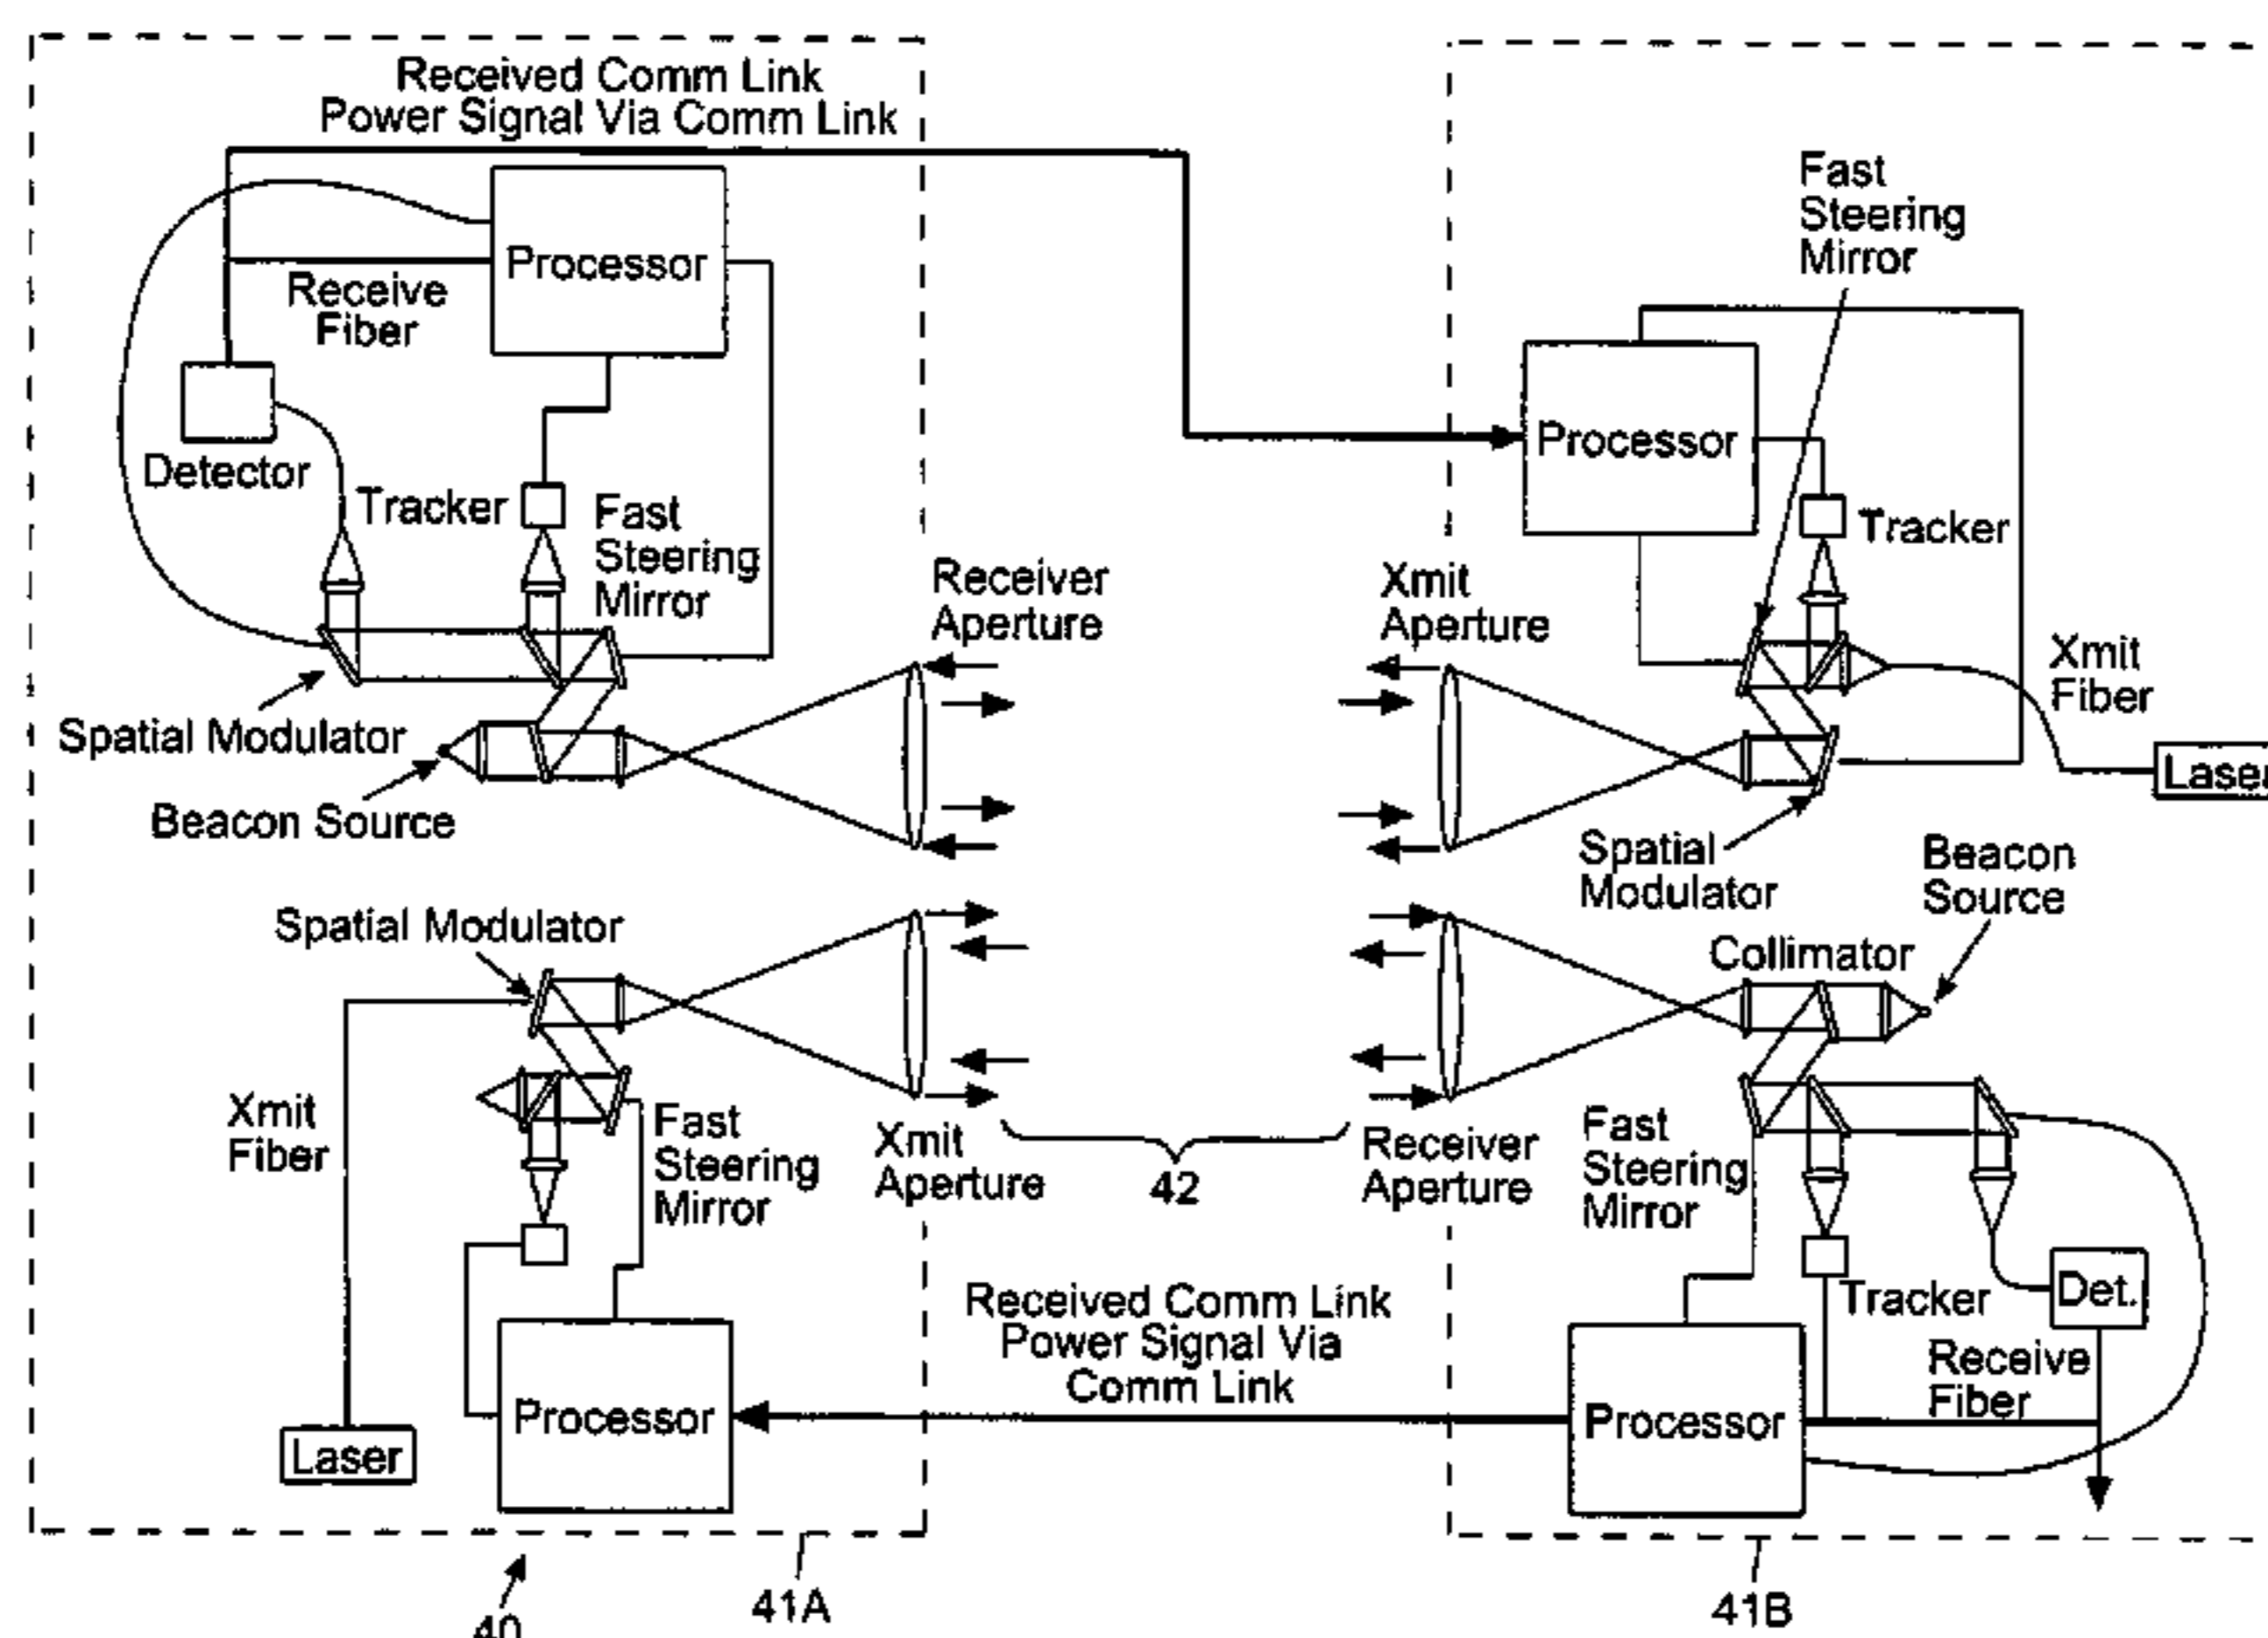 Received Comm Link
Power Signal Via Comm Link
Processor
Receive
Fiber
Detector
Tracker
Fast
Steering
Mirror
Spatial Modulator
Beacon Source
Receiver
Aperture
Xmit
Aperture
Fast
Steering
Mirror
Processor
Tracker
Xmit
Fiber
Laser
Spatial
Modulator
Beacon
Source
Collimator
Spatial Modulator
Xmit
Fiber
Fast
Steering
Mirror
Xmit
Aperture
42
Receiver
Aperture
Fast
Steering
Mirror
Tracker
Det.
Receive
Fiber
Received Comm Link
Power Signal Via
Comm Link
Processor
Processor
Laser
40
41A
41B